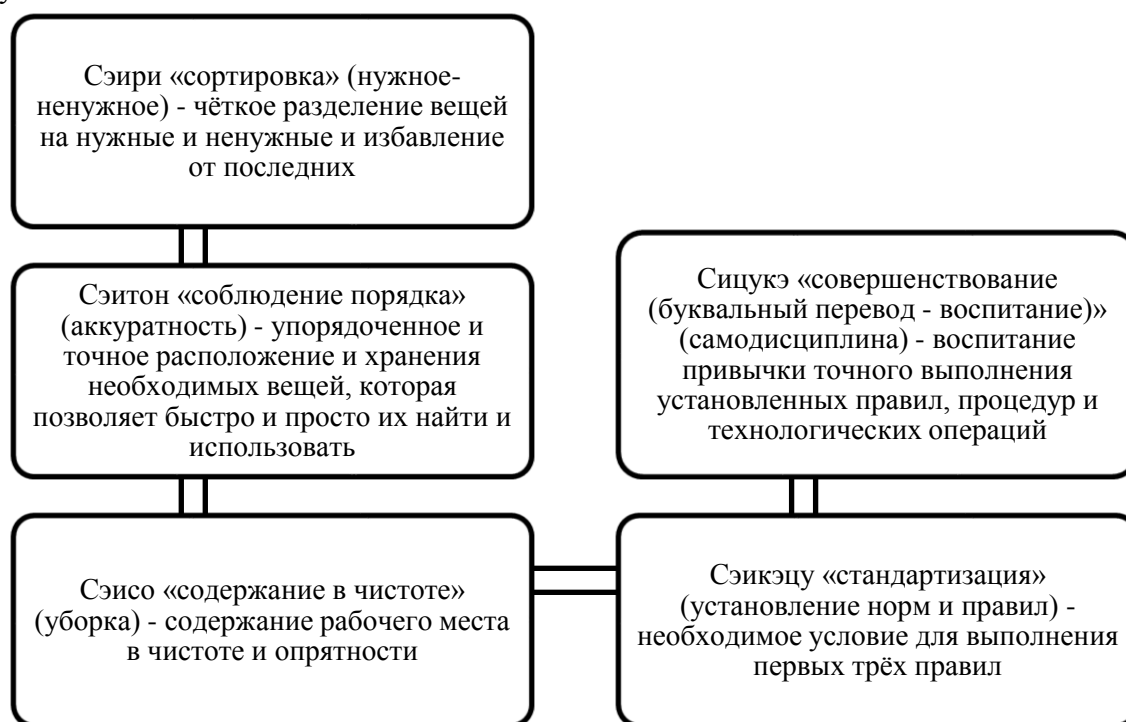 Сэири «сортировка» (нужное-
ненужное) - чёткое разделение вещей
на нужные и ненужные и избавление
от последних
Сэитон «соблюдение порядка»
(аккуратность) - упорядоченное и
точное расположение и хранения
необходимых вещей, которая
позволяет быстро и просто их найти и
использовать
Сэисо «содержание в чистоте»
(уборка) - содержание рабочего места
в чистоте и опрятности
Сэикэцу «стандартизация»
(установление норм и правил) -
необходимое условие для выполнения
первых трёх правил
Сицукэ «совершенствование
(буквальный перевод - воспитание)»
(самодисциплина) - воспитание
привычки точного выполнения
установленных правил, процедур и
технологических операций